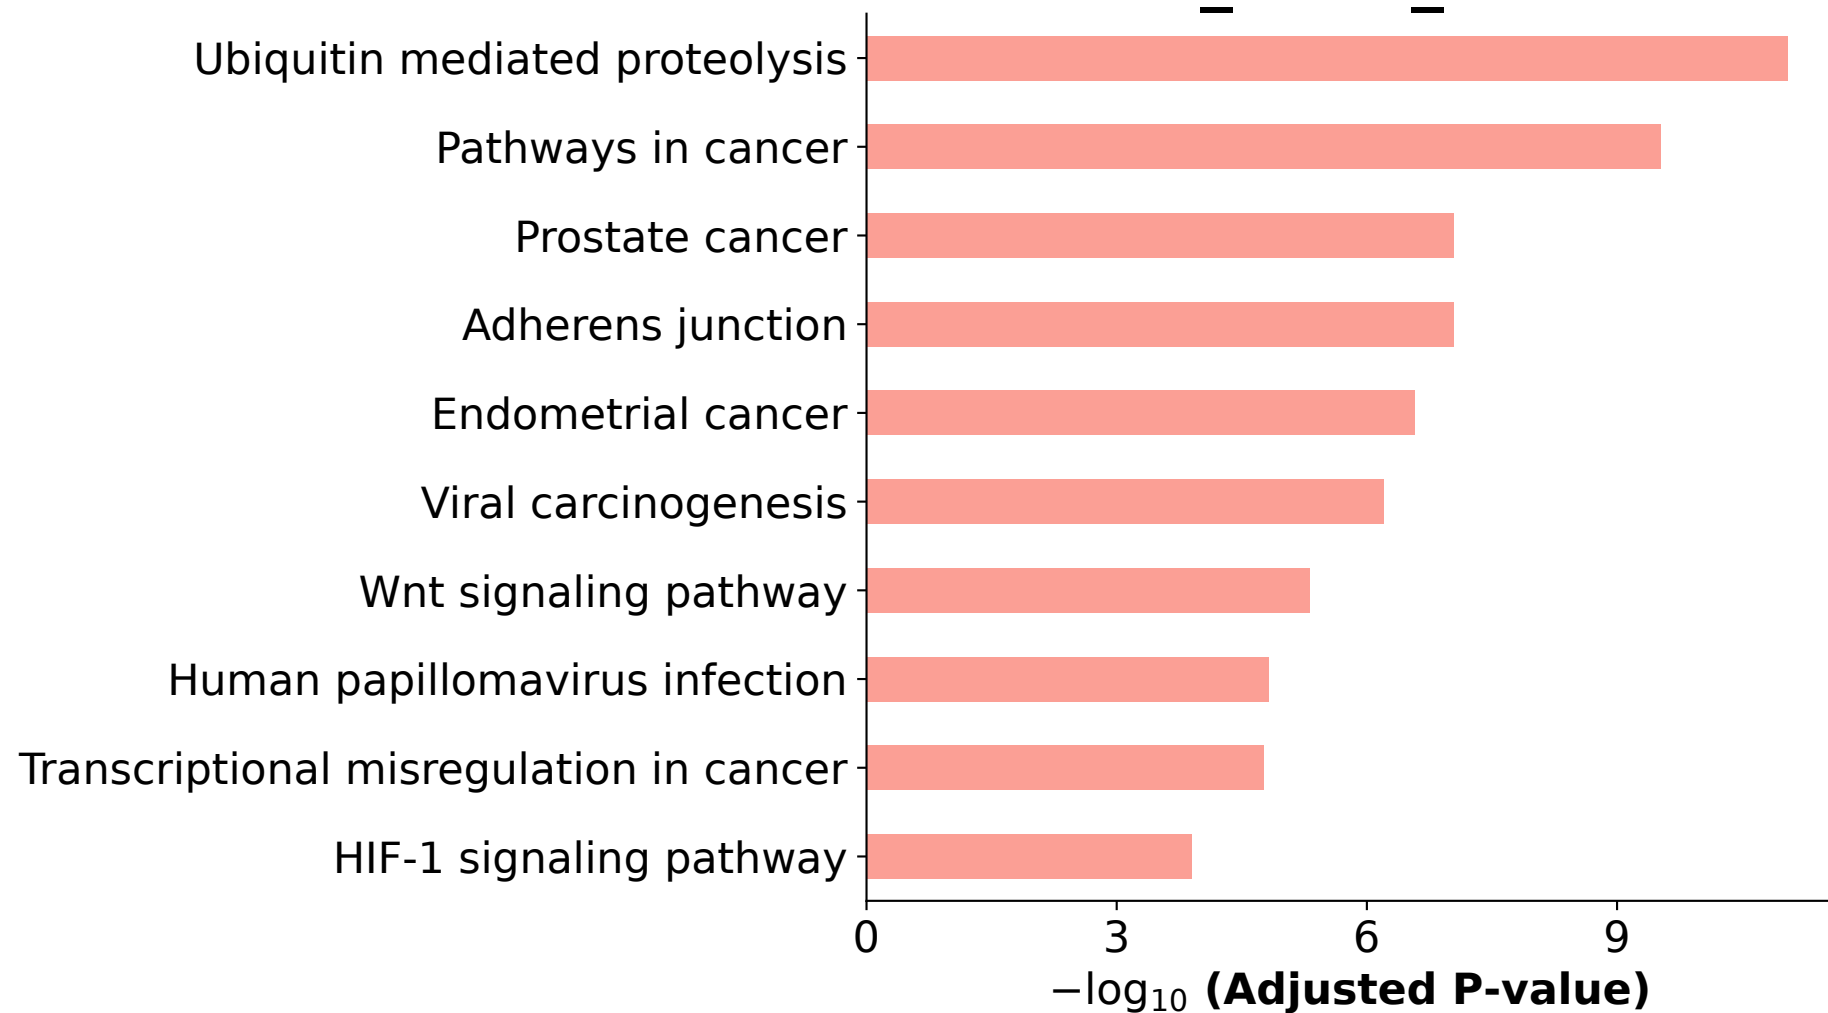 Ubiquitin mediated proteolysis
Pathways in cancer
Prostate cancer
Adherens junction
Endometrial cancer
Viral carcinogenesis
Wnt signaling pathway
Human papillomavirus infection
Transcriptional misregulation in cancer
HIF-1 signaling pathway
0 3 6 9
−log₁₀ (Adjusted P-value)